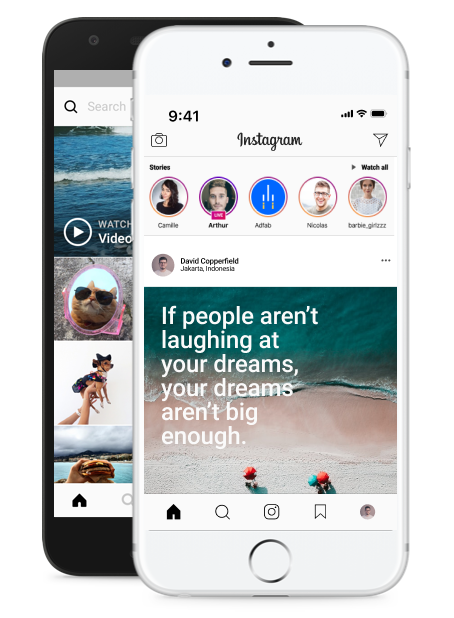 Search
WATCH
Video
9:41
Instagram
Stories
Watch all
LIVE
Camille
Arthur
Adfab
Nicolas
barbie_girlzzz
David Copperfield
Jakarta, Indonesia
If people aren’t
laughing at
your dreams,
your dreams
aren’t big
enough.